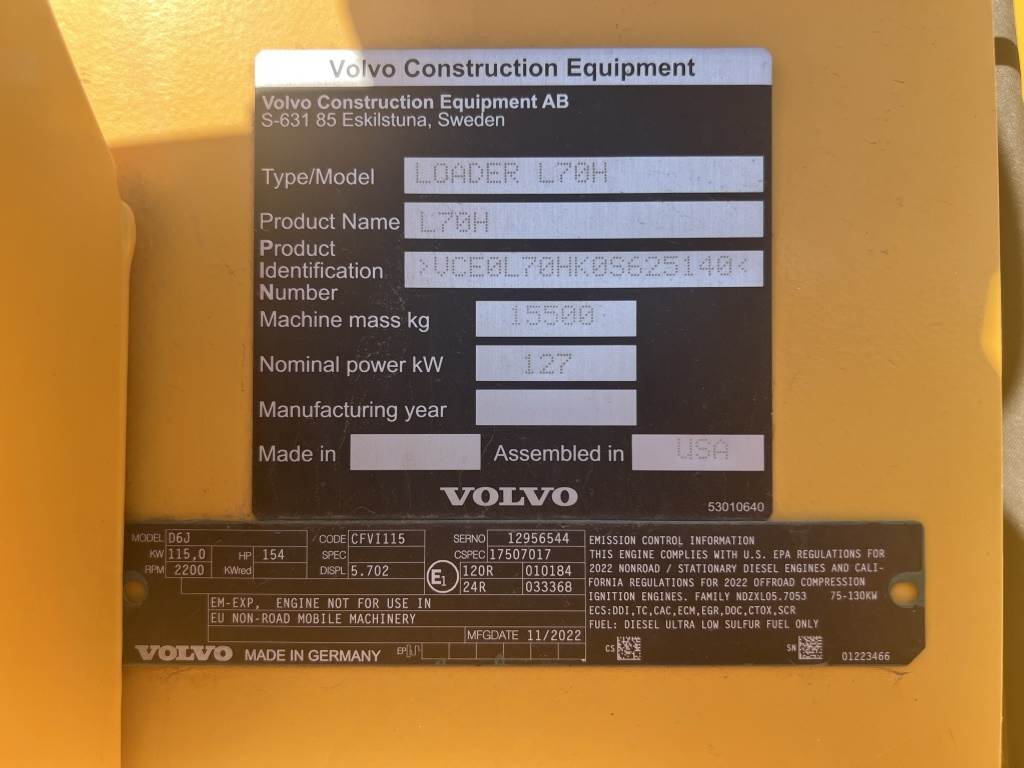 Volvo Construction Equipment
Volvo Construction Equipment AB
S-631 85 Eskilstuna, Sweden
Type/Model LOADER L70H
Product Name L70H
Product
Identification >VCE0L70HK0S625140<
Number
Machine mass kg 15500
Nominal power kW 127
Manufacturing year
Made in Assembled in USA
VOLVO
53010640
MODEL D6J /CODE CFVI115 SERNO 12956544
KW 115,0 HP 154 SPEC CSPEC 17507017
RPM 2200 KWred DISPL 5.702 E1 120R 010184
24R 033368
EM-EXP, ENGINE NOT FOR USE IN
EU NON-ROAD MOBILE MACHINERY
MFGDATE 11/2022
VOLVO MADE IN GERMANY EP
EMISSION CONTROL INFORMATION
THIS ENGINE COMPLIES WITH U.S. EPA REGULATIONS FOR
2022 NONROAD / STATIONARY DIESEL ENGINES AND CALI-
FORNIA REGULATIONS FOR 2022 OFFROAD COMPRESSION
IGNITION ENGINES. FAMILY NDZXL05.7053 75-130KW
ECS:DDI,TC,CAC,ECM,EGR,DOC,CTOX,SCR
FUEL: DIESEL ULTRA LOW SULFUR FUEL ONLY
CS SN 01223466